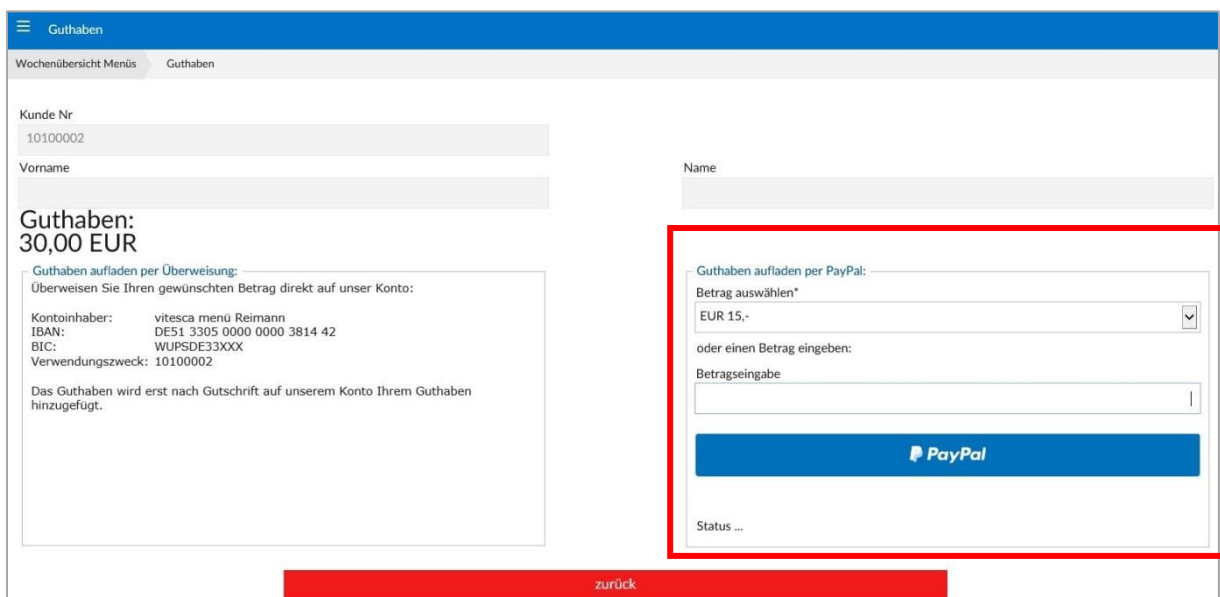 Guthaben
Wochenübersicht Menüs Guthaben
Kunde Nr
10100002
Vorname
Name
Guthaben:
30,00 EUR
Guthaben aufladen per Überweisung:
Überweisen Sie Ihren gewünschten Betrag direkt auf unser Konto:
Kontoinhaber: vitesca menü Reimann
IBAN: DE51 3305 0000 0000 3814 42
BIC: WUPSDE33XXX
Verwendungszweck: 10100002
Das Guthaben wird erst nach Gutschrift auf unserem Konto Ihrem Guthaben
hinzugefügt.
Guthaben aufladen per PayPal:
Betrag auswählen*
EUR 15,-
oder einen Betrag eingeben:
Betragseingabe
PayPal
Status ...
zurück